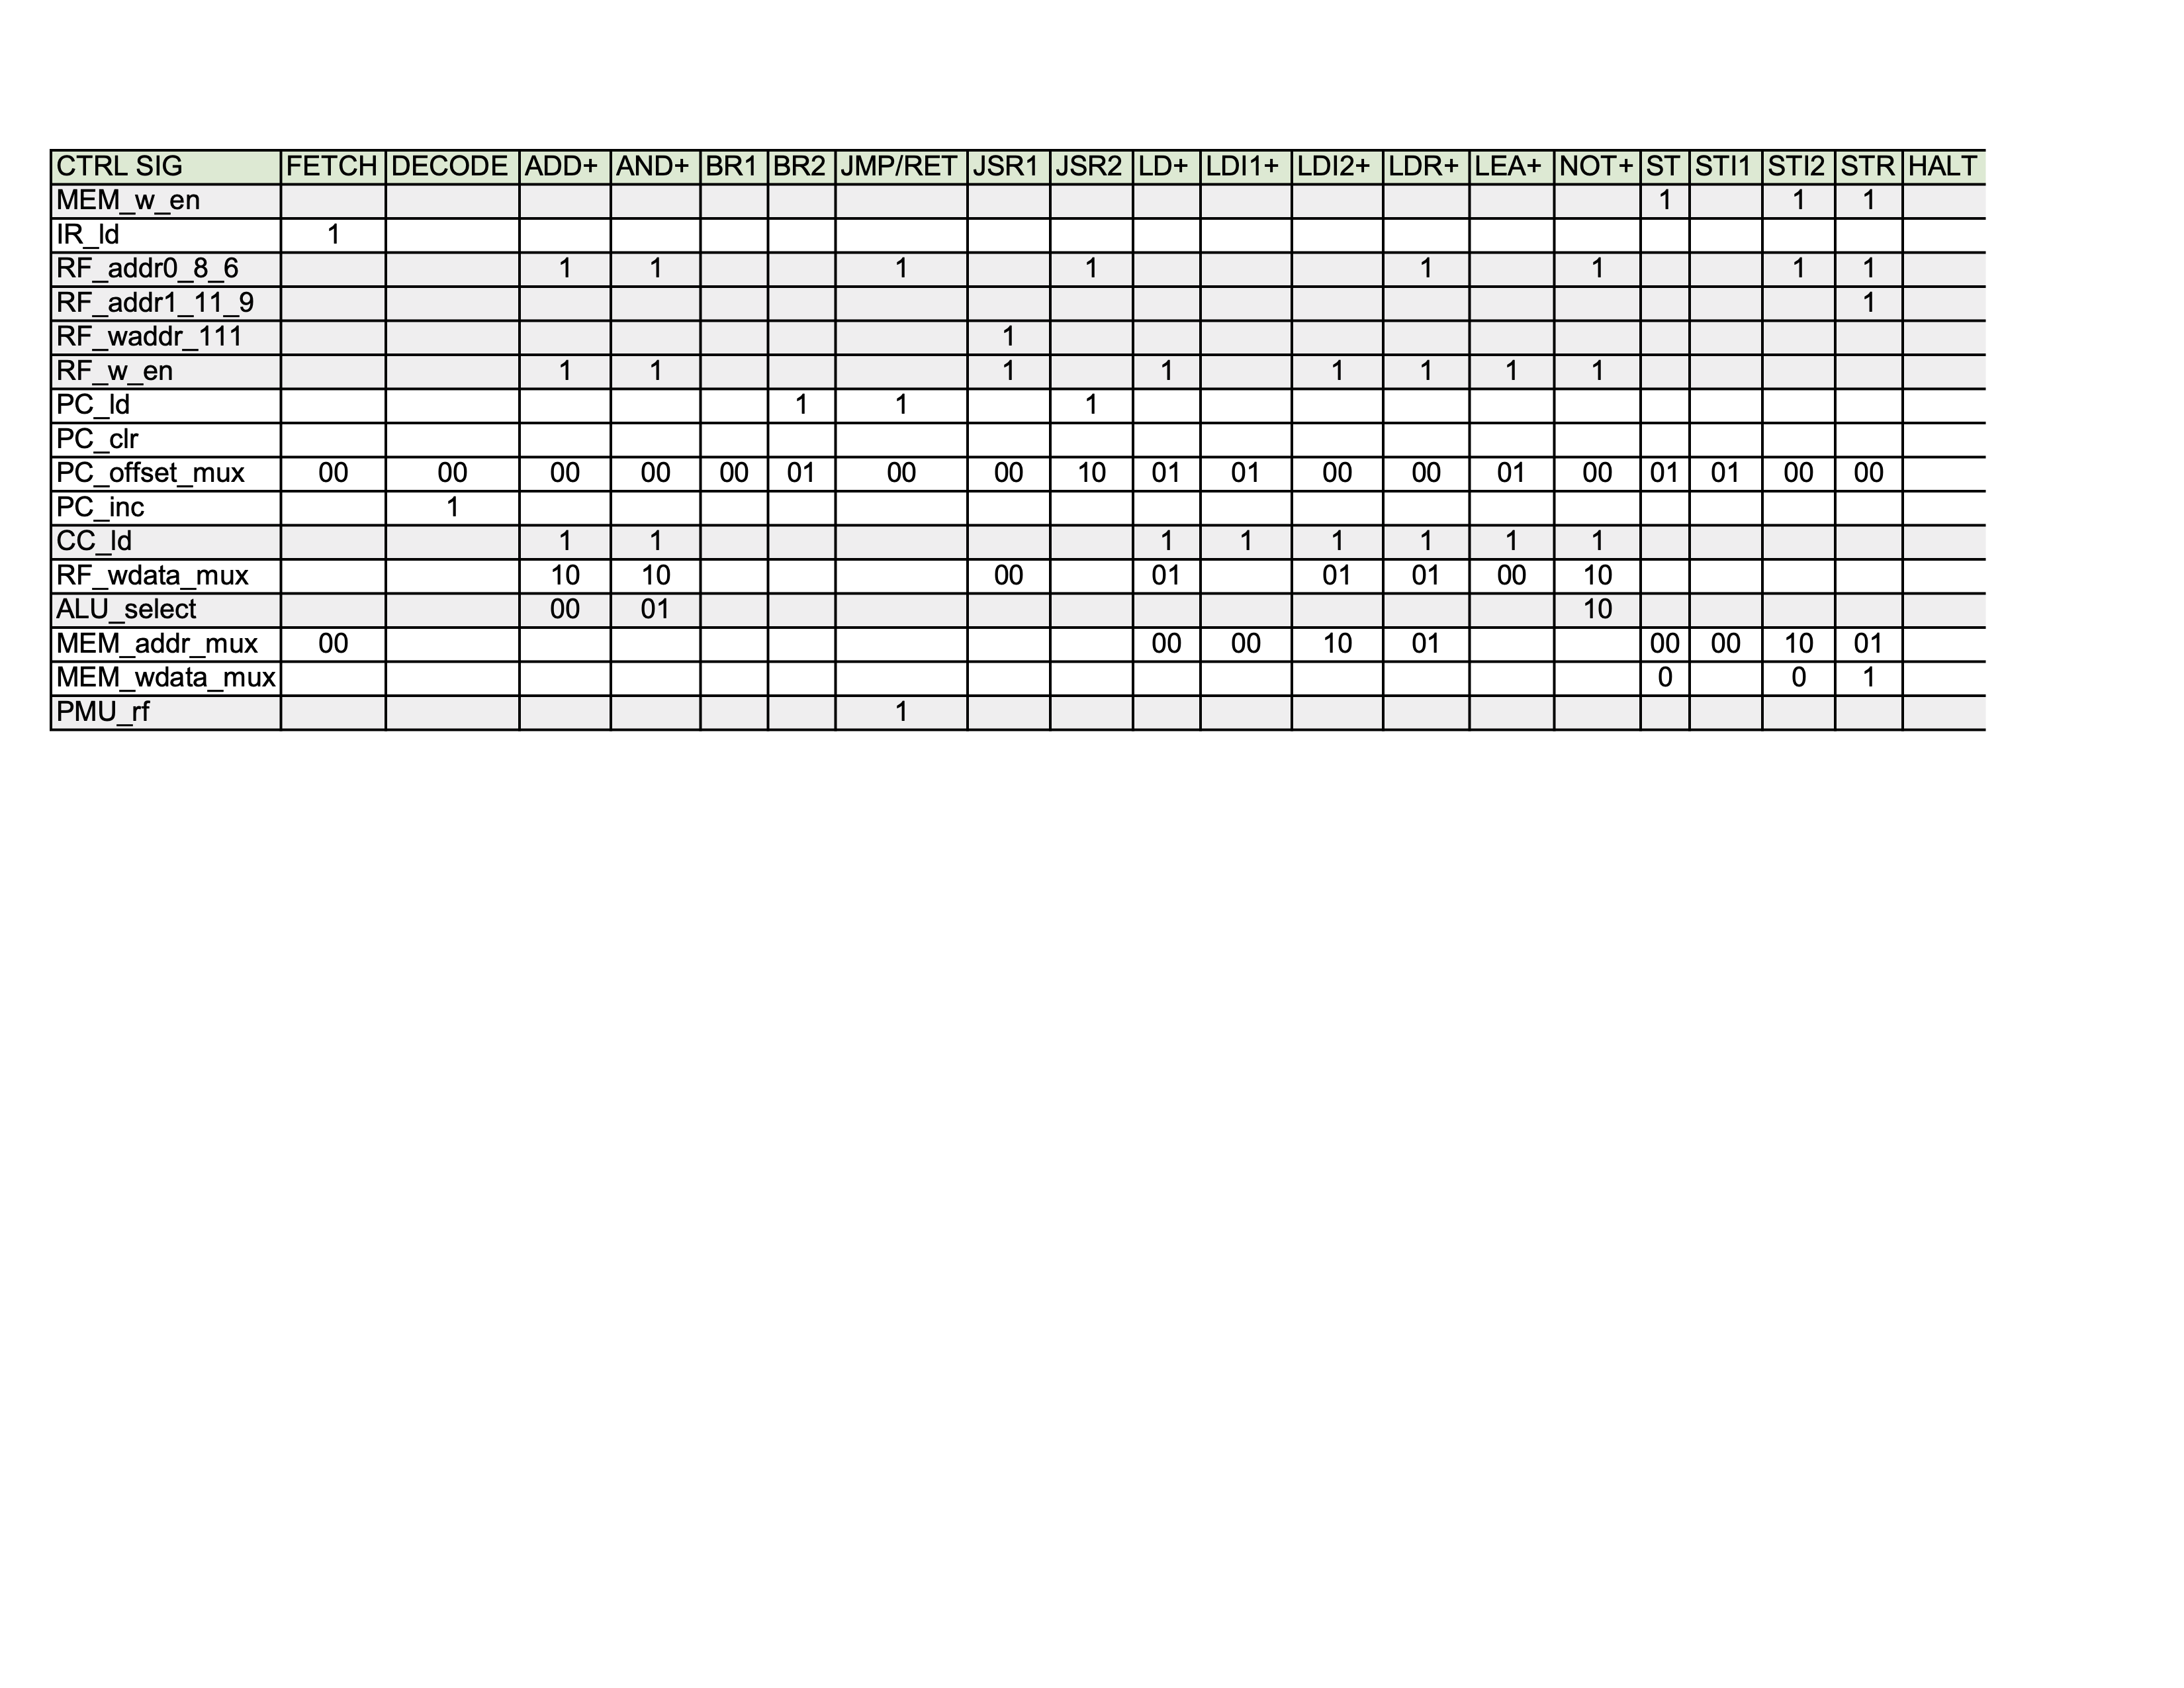 CTRL SIG FETCH DECODE ADD+ AND+ BR1 BR2 JMP/RET JSR1 JSR2 LD+ LDI1+ LDI2+ LDR+ LEA+ NOT+ ST STI1 STI2 STR HALT
MEM_w_en 1 1 1
IR_ld 1
RF_addr0_8_6 1 1 1 1 1 1 1 1
RF_addr1_11_9 1
RF_waddr_111 1
RF_w_en 1 1 1 1 1 1 1 1
PC_ld 1 1 1
PC_clr
PC_offset_mux 00 00 00 00 00 01 00 00 10 01 01 00 00 01 00 01 01 00 00
PC_inc 1
CC_ld 1 1 1 1 1 1 1 1
RF_wdata_mux 10 10 00 01 01 01 00 10
ALU_select 00 01 10
MEM_addr_mux 00 00 00 10 01 00 00 10 01
MEM_wdata_mux 0 0 1
PMU_rf 1